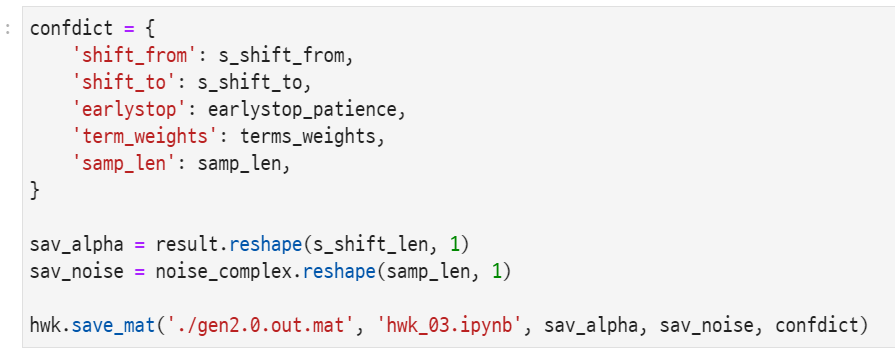 :
confdict = {
    'shift_from': s_shift_from,
    'shift_to': s_shift_to,
    'earlystop': earlystop_patience,
    'term_weights': terms_weights,
    'samp_len': samp_len,
}

sav_alpha = result.reshape(s_shift_len, 1)
sav_noise = noise_complex.reshape(samp_len, 1)

hwk.save_mat('./gen2.0.out.mat', 'hwk_03.ipynb', sav_alpha, sav_noise, confdict)